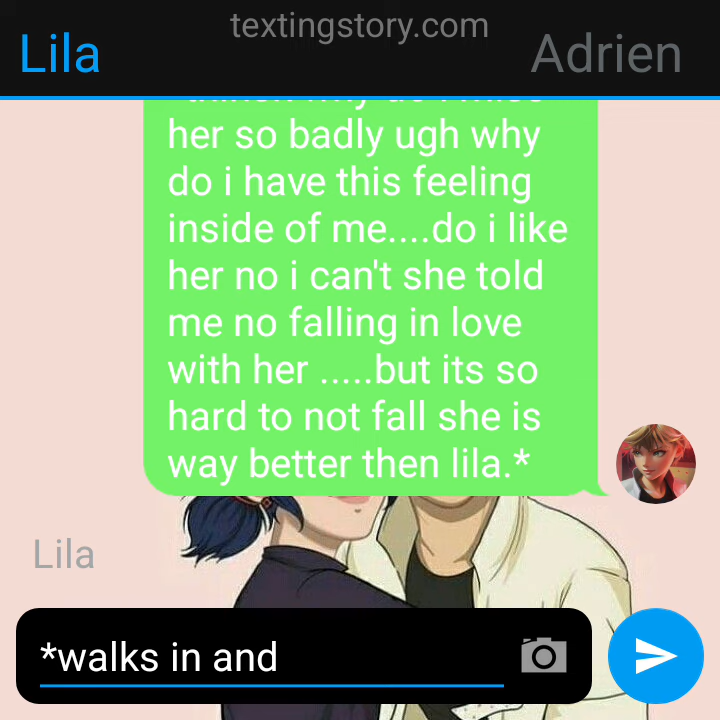 textingstory.com
Lila
Adrien
her so badly ugh why
do i have this feeling
inside of me....do i like
her no i can't she told
me no falling in love
with her .....but its so
hard to not fall she is
way better then lila.*
Lila
*walks in and